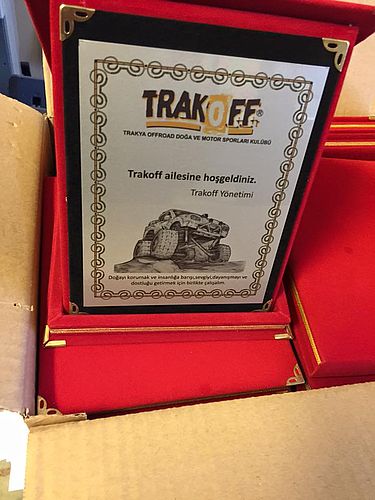 TRAKOFF®
TRAKYA OFFROAD DOĞA VE MOTOR SPORLARI KULÜBÜ
Trakoff ailesine hoşgeldiniz.
Trakoff Yönetimi
Doğayı korumak ve insanlığa barışı,sevgiyi,dayanışmayı ve
dostluğu getirmek için birlikte çalışalım.